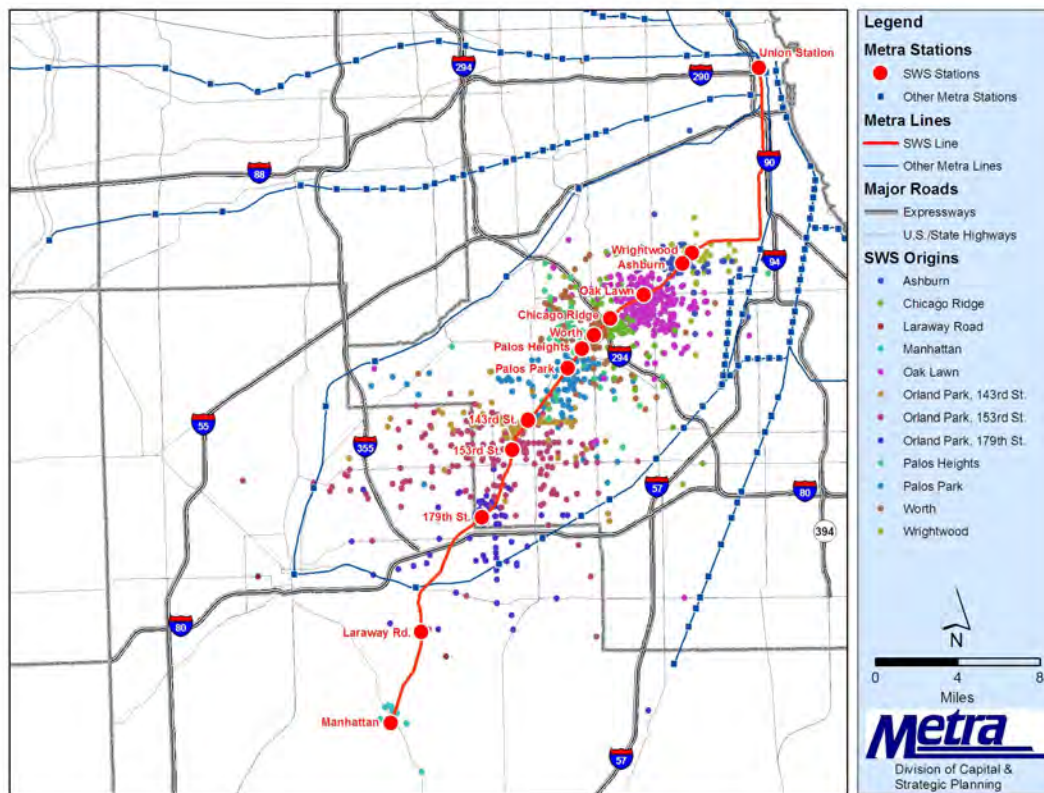 Union Station
294
290
88
90
Wrightwood
Ashburn
94
Oak Lawn
Chicago Ridge
Worth
Palos Heights
294
Palos Park
143rd St.
55
355
153rd St.
57
80
179th St.
394
80
Laraway Rd.
Manhattan
57
Legend
Metra Stations
SWS Stations
Other Metra Stations
Metra Lines
SWS Line
Other Metra Lines
Major Roads
Expressways
U.S./State Highways
SWS Origins
Ashburn
Chicago Ridge
Laraway Road
Manhattan
Oak Lawn
Orland Park, 143rd St.
Orland Park, 153rd St.
Orland Park, 179th St.
Palos Heights
Palos Park
Worth
Wrightwood
N
0 4 8
Miles
Metra
Division of Capital &
Strategic Planning